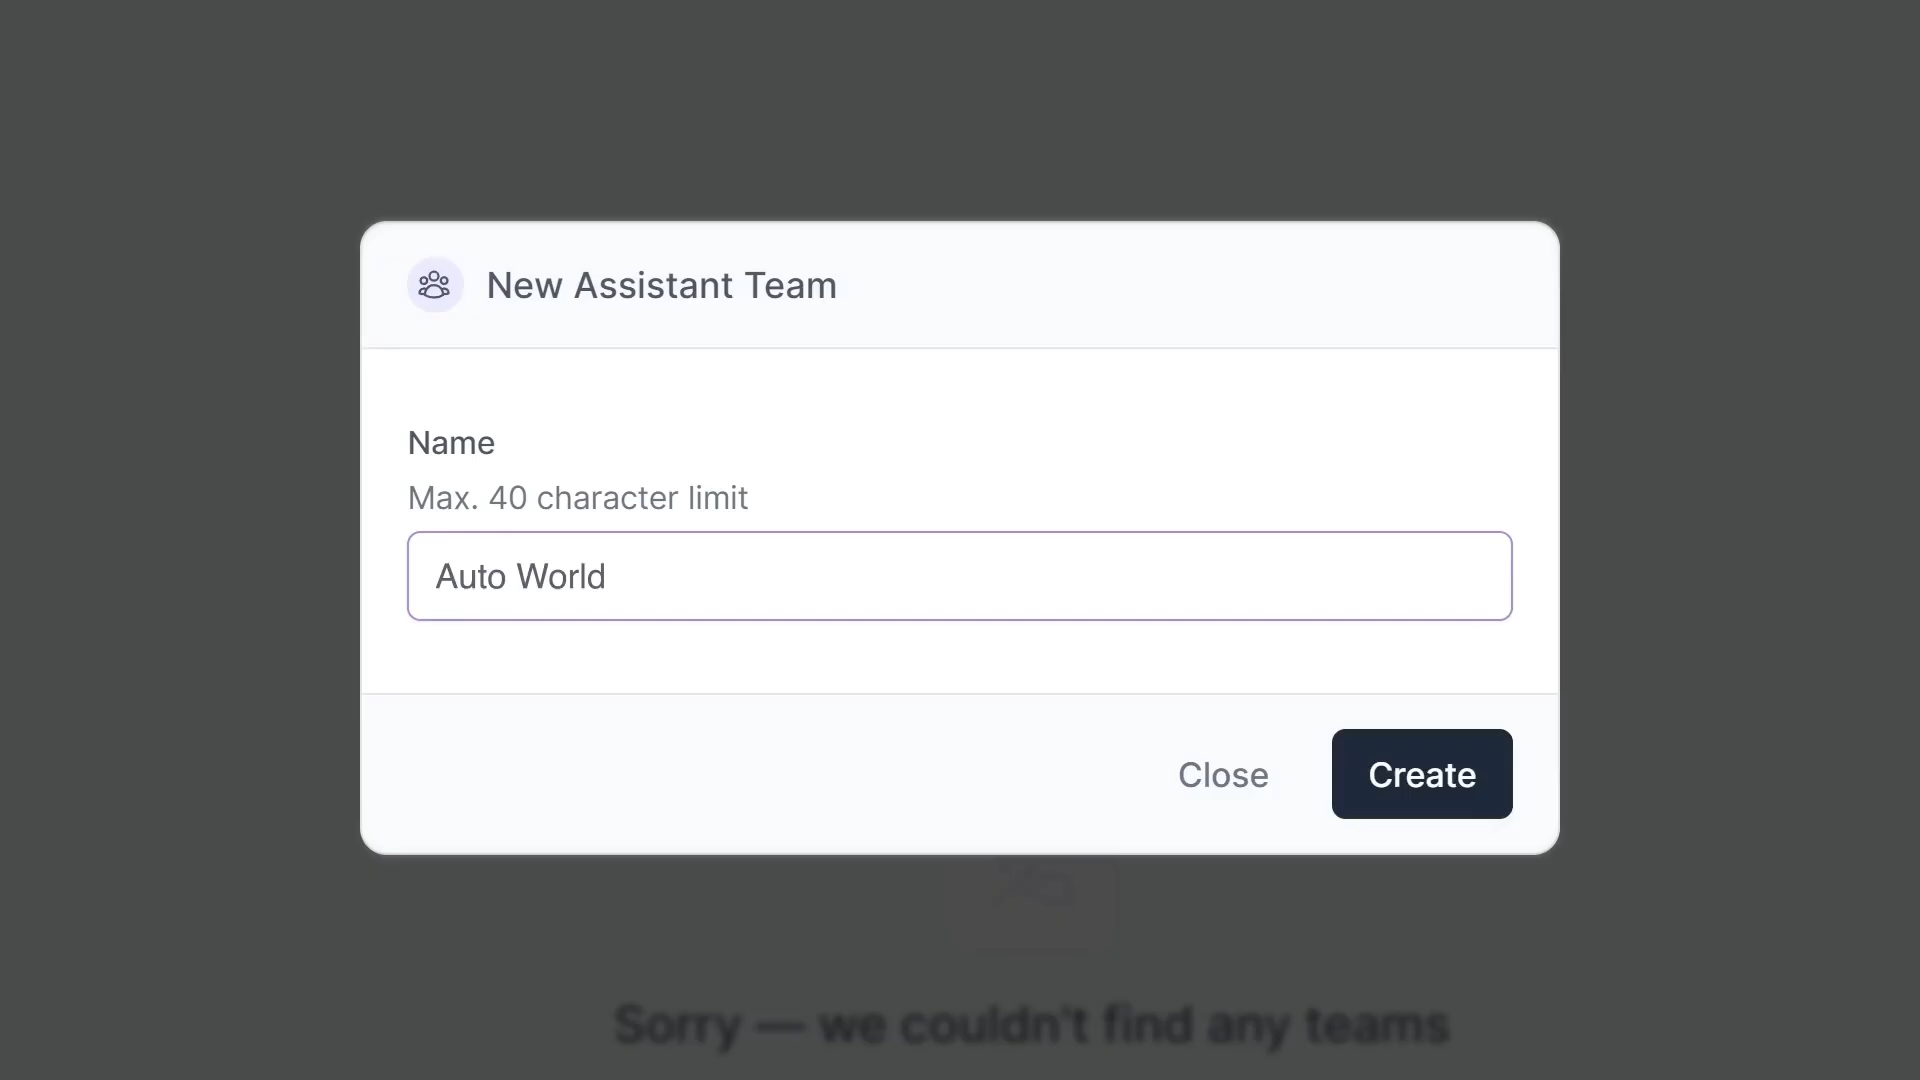 New Assistant Team
Name
Max. 40 character limit
Auto World
Close
Create
Sorry — we couldn't find any teams